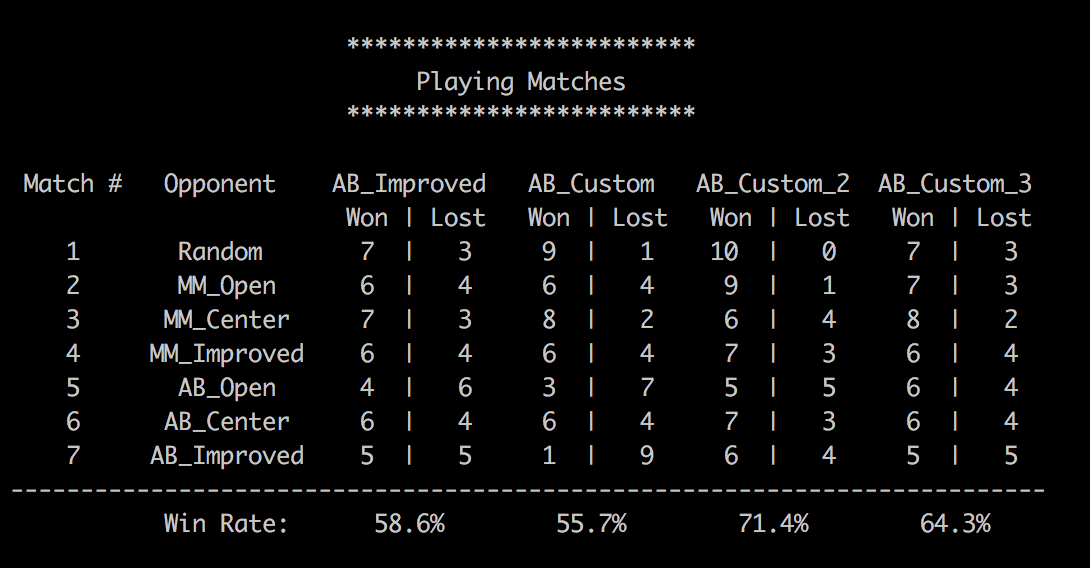 *************************
Playing Matches
*************************
Match # Opponent AB_Improved AB_Custom AB_Custom_2 AB_Custom_3
Won | Lost Won | Lost Won | Lost Won | Lost
1 Random 7 | 3 9 | 1 10 | 0 7 | 3
2 MM_Open 6 | 4 6 | 4 9 | 1 7 | 3
3 MM_Center 7 | 3 8 | 2 6 | 4 8 | 2
4 MM_Improved 6 | 4 6 | 4 7 | 3 6 | 4
5 AB_Open 4 | 6 3 | 7 5 | 5 6 | 4
6 AB_Center 6 | 4 6 | 4 7 | 3 6 | 4
7 AB_Improved 5 | 5 1 | 9 6 | 4 5 | 5
--------------------------------------------------------------------------
Win Rate: 58.6% 55.7% 71.4% 64.3%